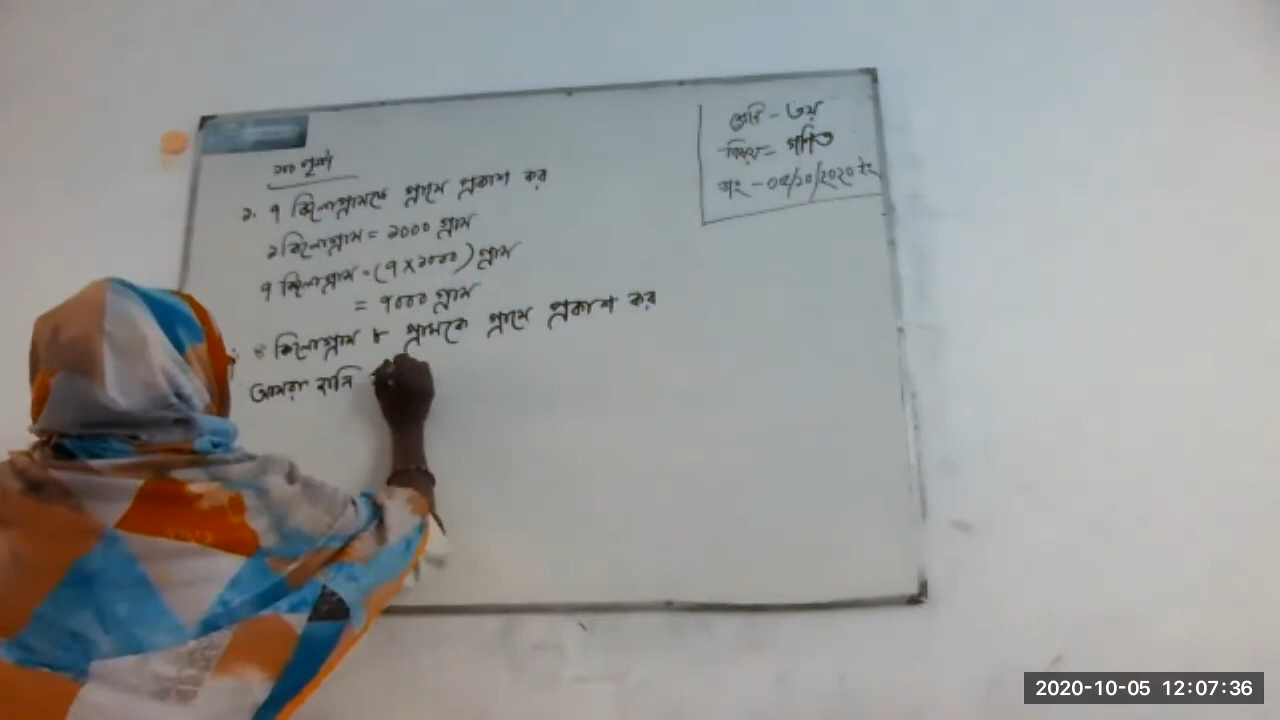 শ্রেণি - ৩য়
বিষয় = গণিত
তাং - ০৫/১০/২০২০ ইং
পৃষ্ঠা
১. ৭ কিলোগ্রামকে গ্রামে প্রকাশ কর
১ কিলোগ্রাম = ১০০০ গ্রাম
৭ কিলোগ্রাম = (৭ X ১০০০) গ্রাম
= ৭০০০ গ্রাম
কিলোগ্রাম ৮ গ্রামকে গ্রামে প্রকাশ কর
আমরা জানি
2020-10-05 12:07:36